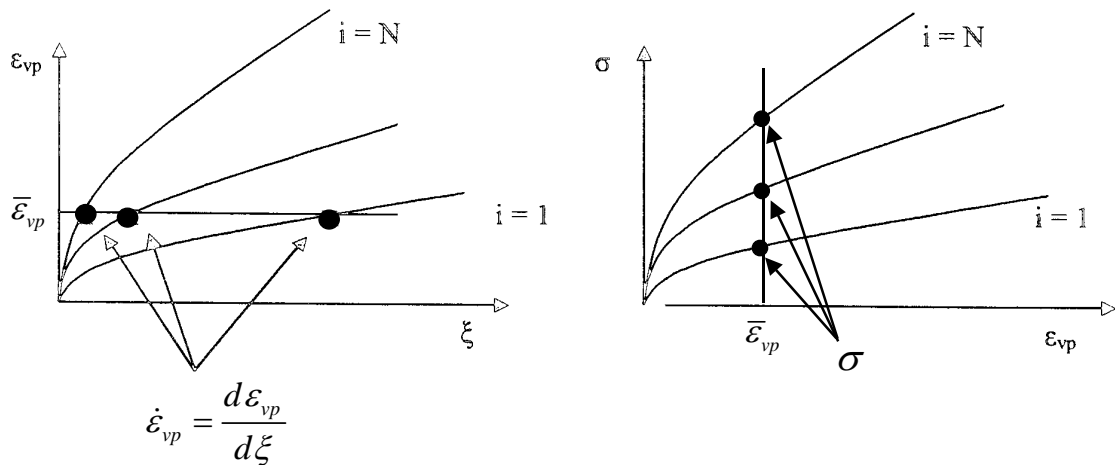 i = N
ε_vp
ε̅_vp
i = 1
ξ
ε̇_vp = dε_vp / dξ
i = N
σ
i = 1
ε̅_vp
ε_vp
σ